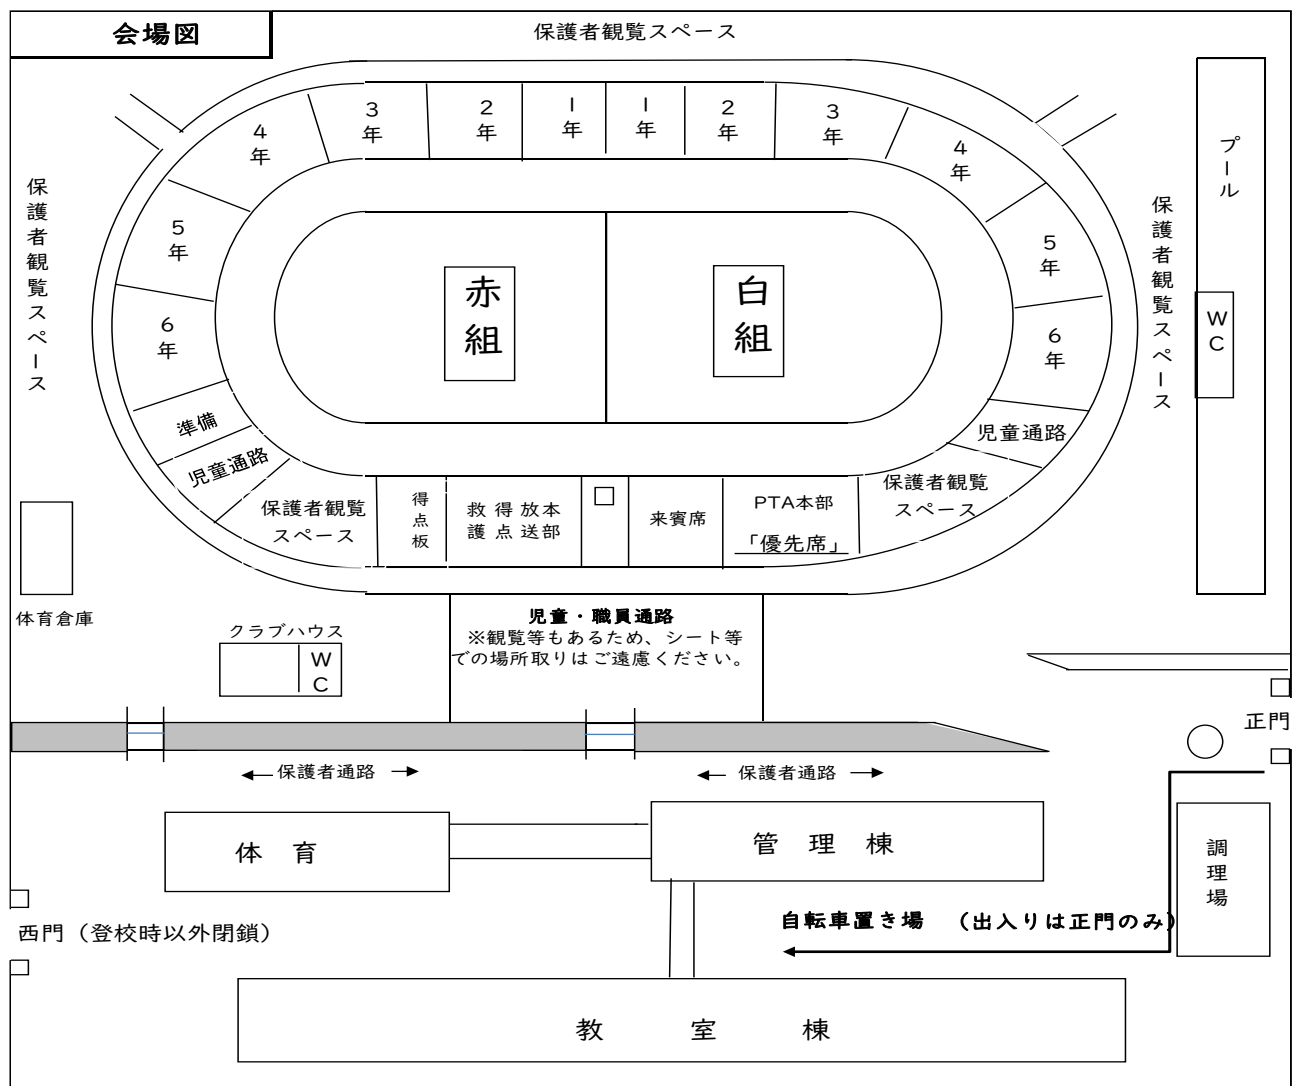 会場図
保護者観覧スペース
3年
2年
1年
1年
2年
3年
4年
4年
プール
保護者観覧スペース
保護者観覧スペース
5年
5年
赤組
白組
WC
6年
6年
準備
児童通路
児童通路
保護者観覧
スペース
得点板
救護
得点
放送
本部
来賓席
PTA本部
「優先席」
保護者観覧
スペース
体育倉庫
児童・職員通路
※観覧等もあるため、シート等
での場所取りはご遠慮ください。
クラブハウス
WC
正門
保護者通路
保護者通路
体 育
管 理 棟
調理場
自転車置き場 (出入りは正門のみ)
西門(登校時以外閉鎖)
教 室 棟